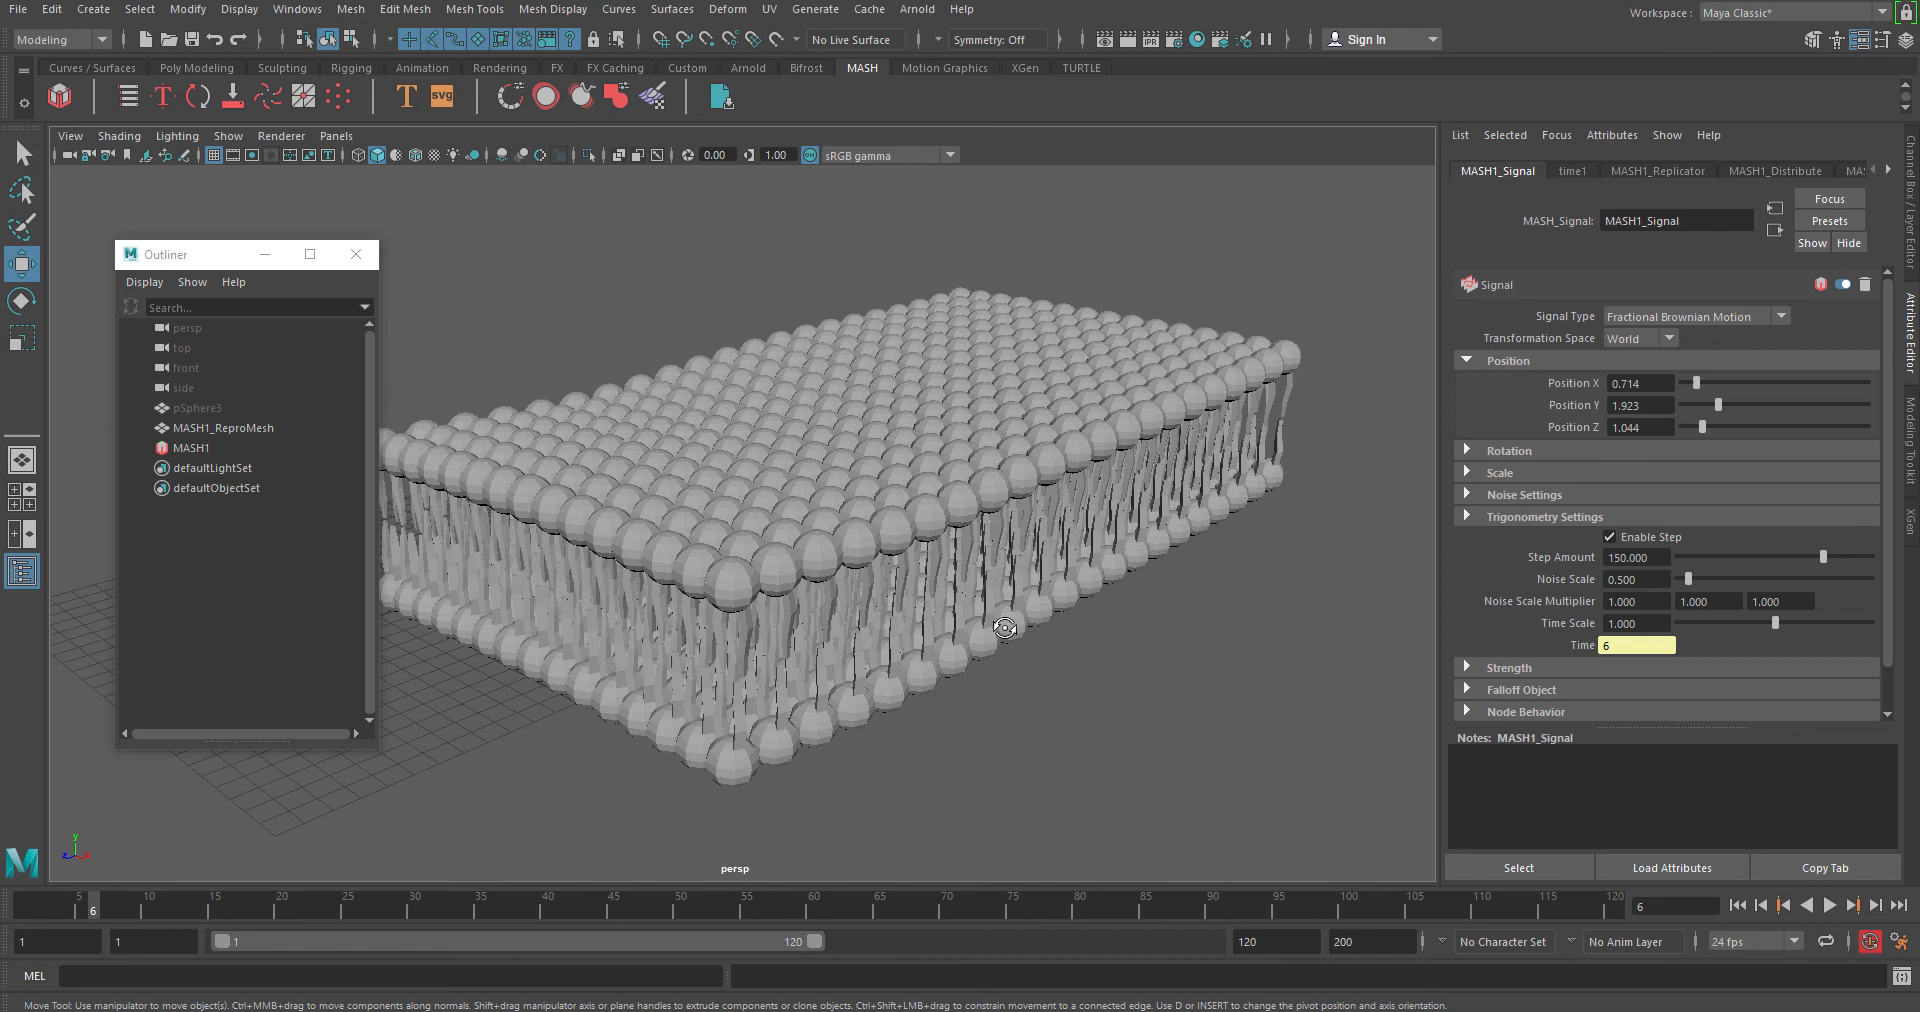 File Edit Create Select Modify Display Windows Mesh Edit Mesh Mesh Tools Mesh Display Curves Surfaces Deform UV Generate Cache Arnold Help
Workspace : Maya Classic*
Modeling No Live Surface Symmetry: Off Sign In
Curves / Surfaces Poly Modeling Sculpting Rigging Animation Rendering FX FX Caching Custom Arnold Bifrost MASH Motion Graphics XGen TURTLE
T T svg
View Shading Lighting Show Renderer Panels
0.00 1.00 ON sRGB gamma
Outliner
Display Show Help
Search...
persp
top
front
side
pSphere3
MASH1_ReproMesh
MASH1
defaultLightSet
defaultObjectSet
y
z x
persp
List Selected Focus Attributes Show Help
MASH1_Signal time1 MASH1_Replicator MASH1_Distribute MA
Focus
MASH_Signal: MASH1_Signal Presets
Show Hide
Signal
Signal Type Fractional Brownian Motion
Transformation Space World
Position
Position X 0.714
Position Y 1.923
Position Z 1.044
Rotation
Scale
Noise Settings
Trigonometry Settings
Enable Step
Step Amount 150.000
Noise Scale 0.500
Noise Scale Multiplier 1.000 1.000 1.000
Time Scale 1.000
Time 6
Strength
Falloff Object
Node Behavior
Notes: MASH1_Signal
Select Load Attributes Copy Tab
Channel Box / Layer Editor
Attribute Editor
Modeling Toolkit
XGen
5 6 10 15 20 25 30 35 40 45 50 55 60 65 70 75 80 85 90 95 100 105 110 115 120 6
1 1 1 120 120 200 No Character Set No Anim Layer 24 fps
MEL
Move Tool: Use manipulator to move object(s). Ctrl+MMB+drag to move components along normals. Shift+drag manipulator axis or plane handles to extrude components or clone objects. Ctrl+Shift+LMB+drag to constrain movement to a connected edge. Use D or INSERT to change the pivot position and axis orientation.